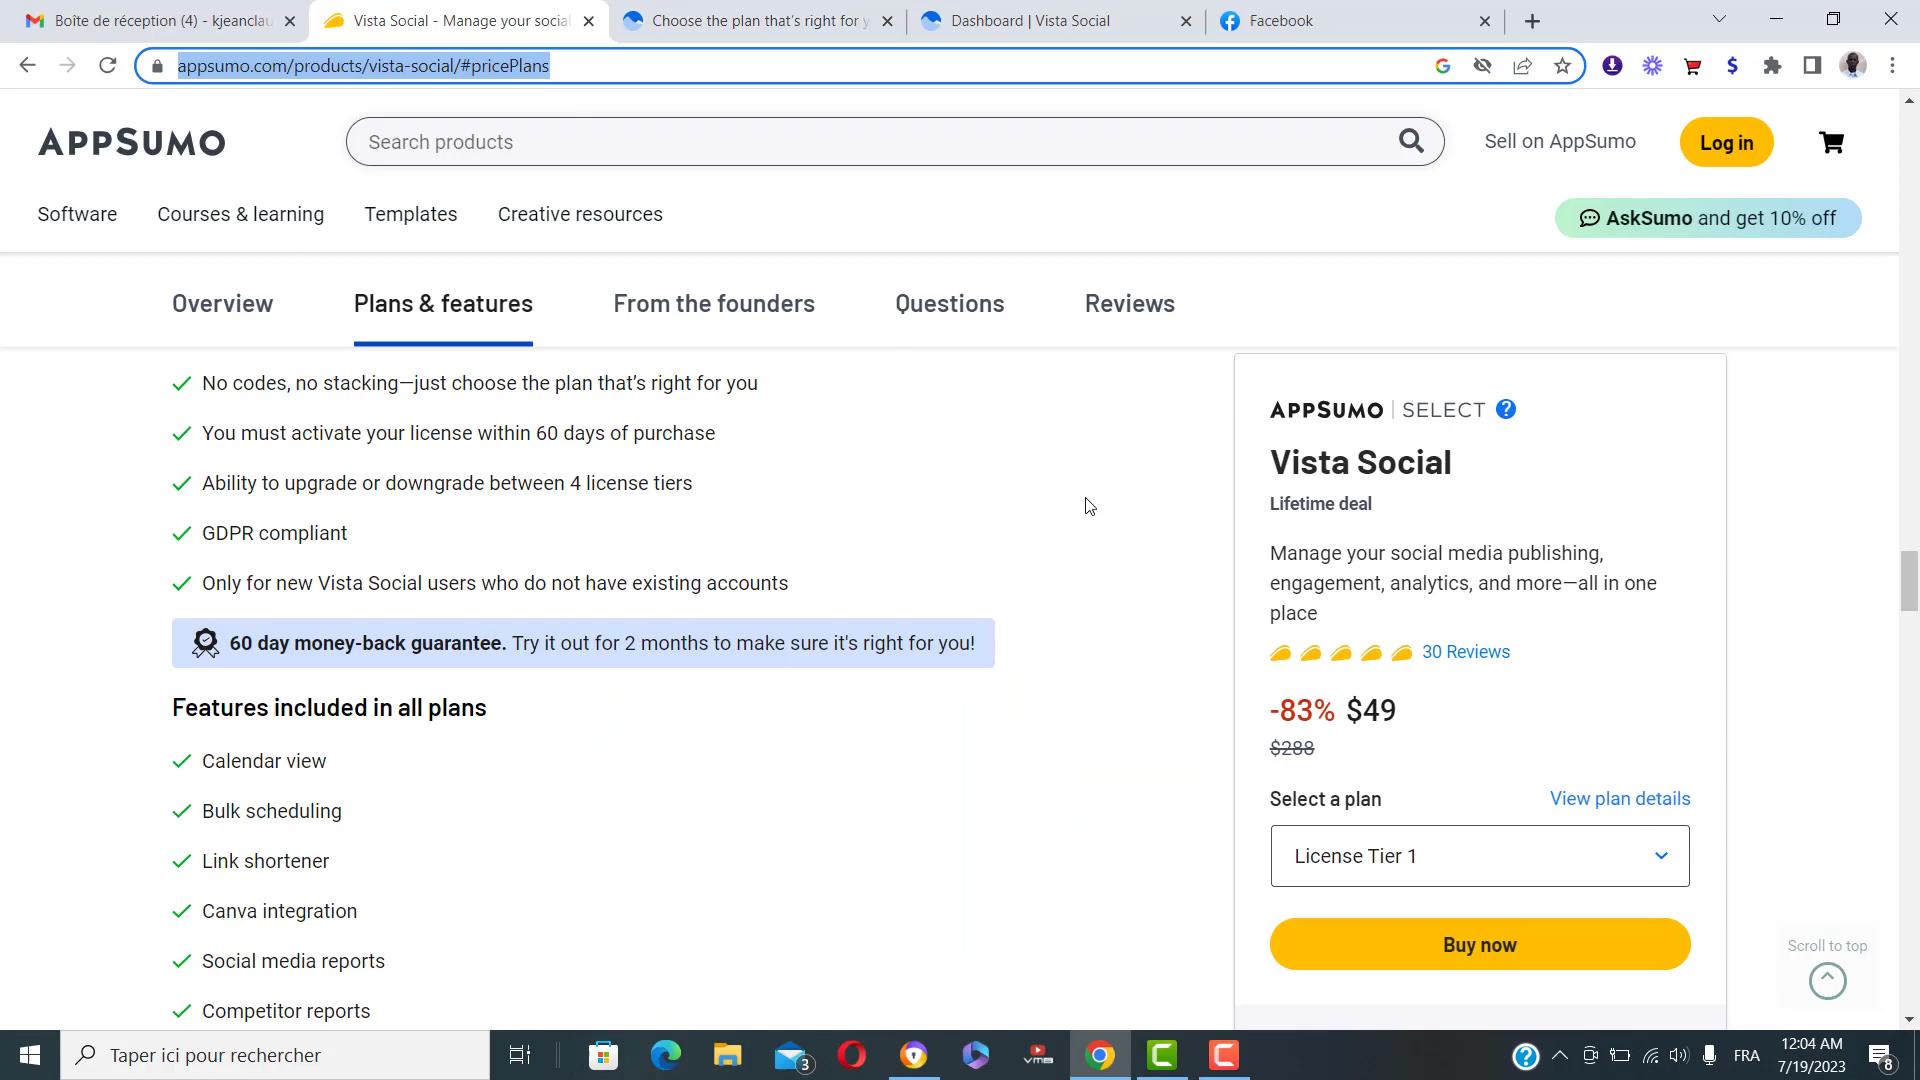 Boîte de réception (4) - kjeanclau
Vista Social - Manage your social
Choose the plan that's right for y
Dashboard | Vista Social
Facebook
appsumo.com/products/vista-social/#pricePlans
APPSUMO
Search products
Sell on AppSumo
Log in
Software
Courses & learning
Templates
Creative resources
AskSumo and get 10% off
Overview
Plans & features
From the founders
Questions
Reviews
No codes, no stacking—just choose the plan that's right for you
You must activate your license within 60 days of purchase
Ability to upgrade or downgrade between 4 license tiers
GDPR compliant
Only for new Vista Social users who do not have existing accounts
60 day money-back guarantee. Try it out for 2 months to make sure it's right for you!
Features included in all plans
Calendar view
Bulk scheduling
Link shortener
Canva integration
Social media reports
Competitor reports
APPSUMO | SELECT ?
Vista Social
Lifetime deal
Manage your social media publishing,
engagement, analytics, and more—all in one
place
30 Reviews
-83% $49
$288
Select a plan
View plan details
License Tier 1
Buy now
Scroll to top
Taper ici pour rechercher
3
vmb
FRA
12:04 AM
7/19/2023
8